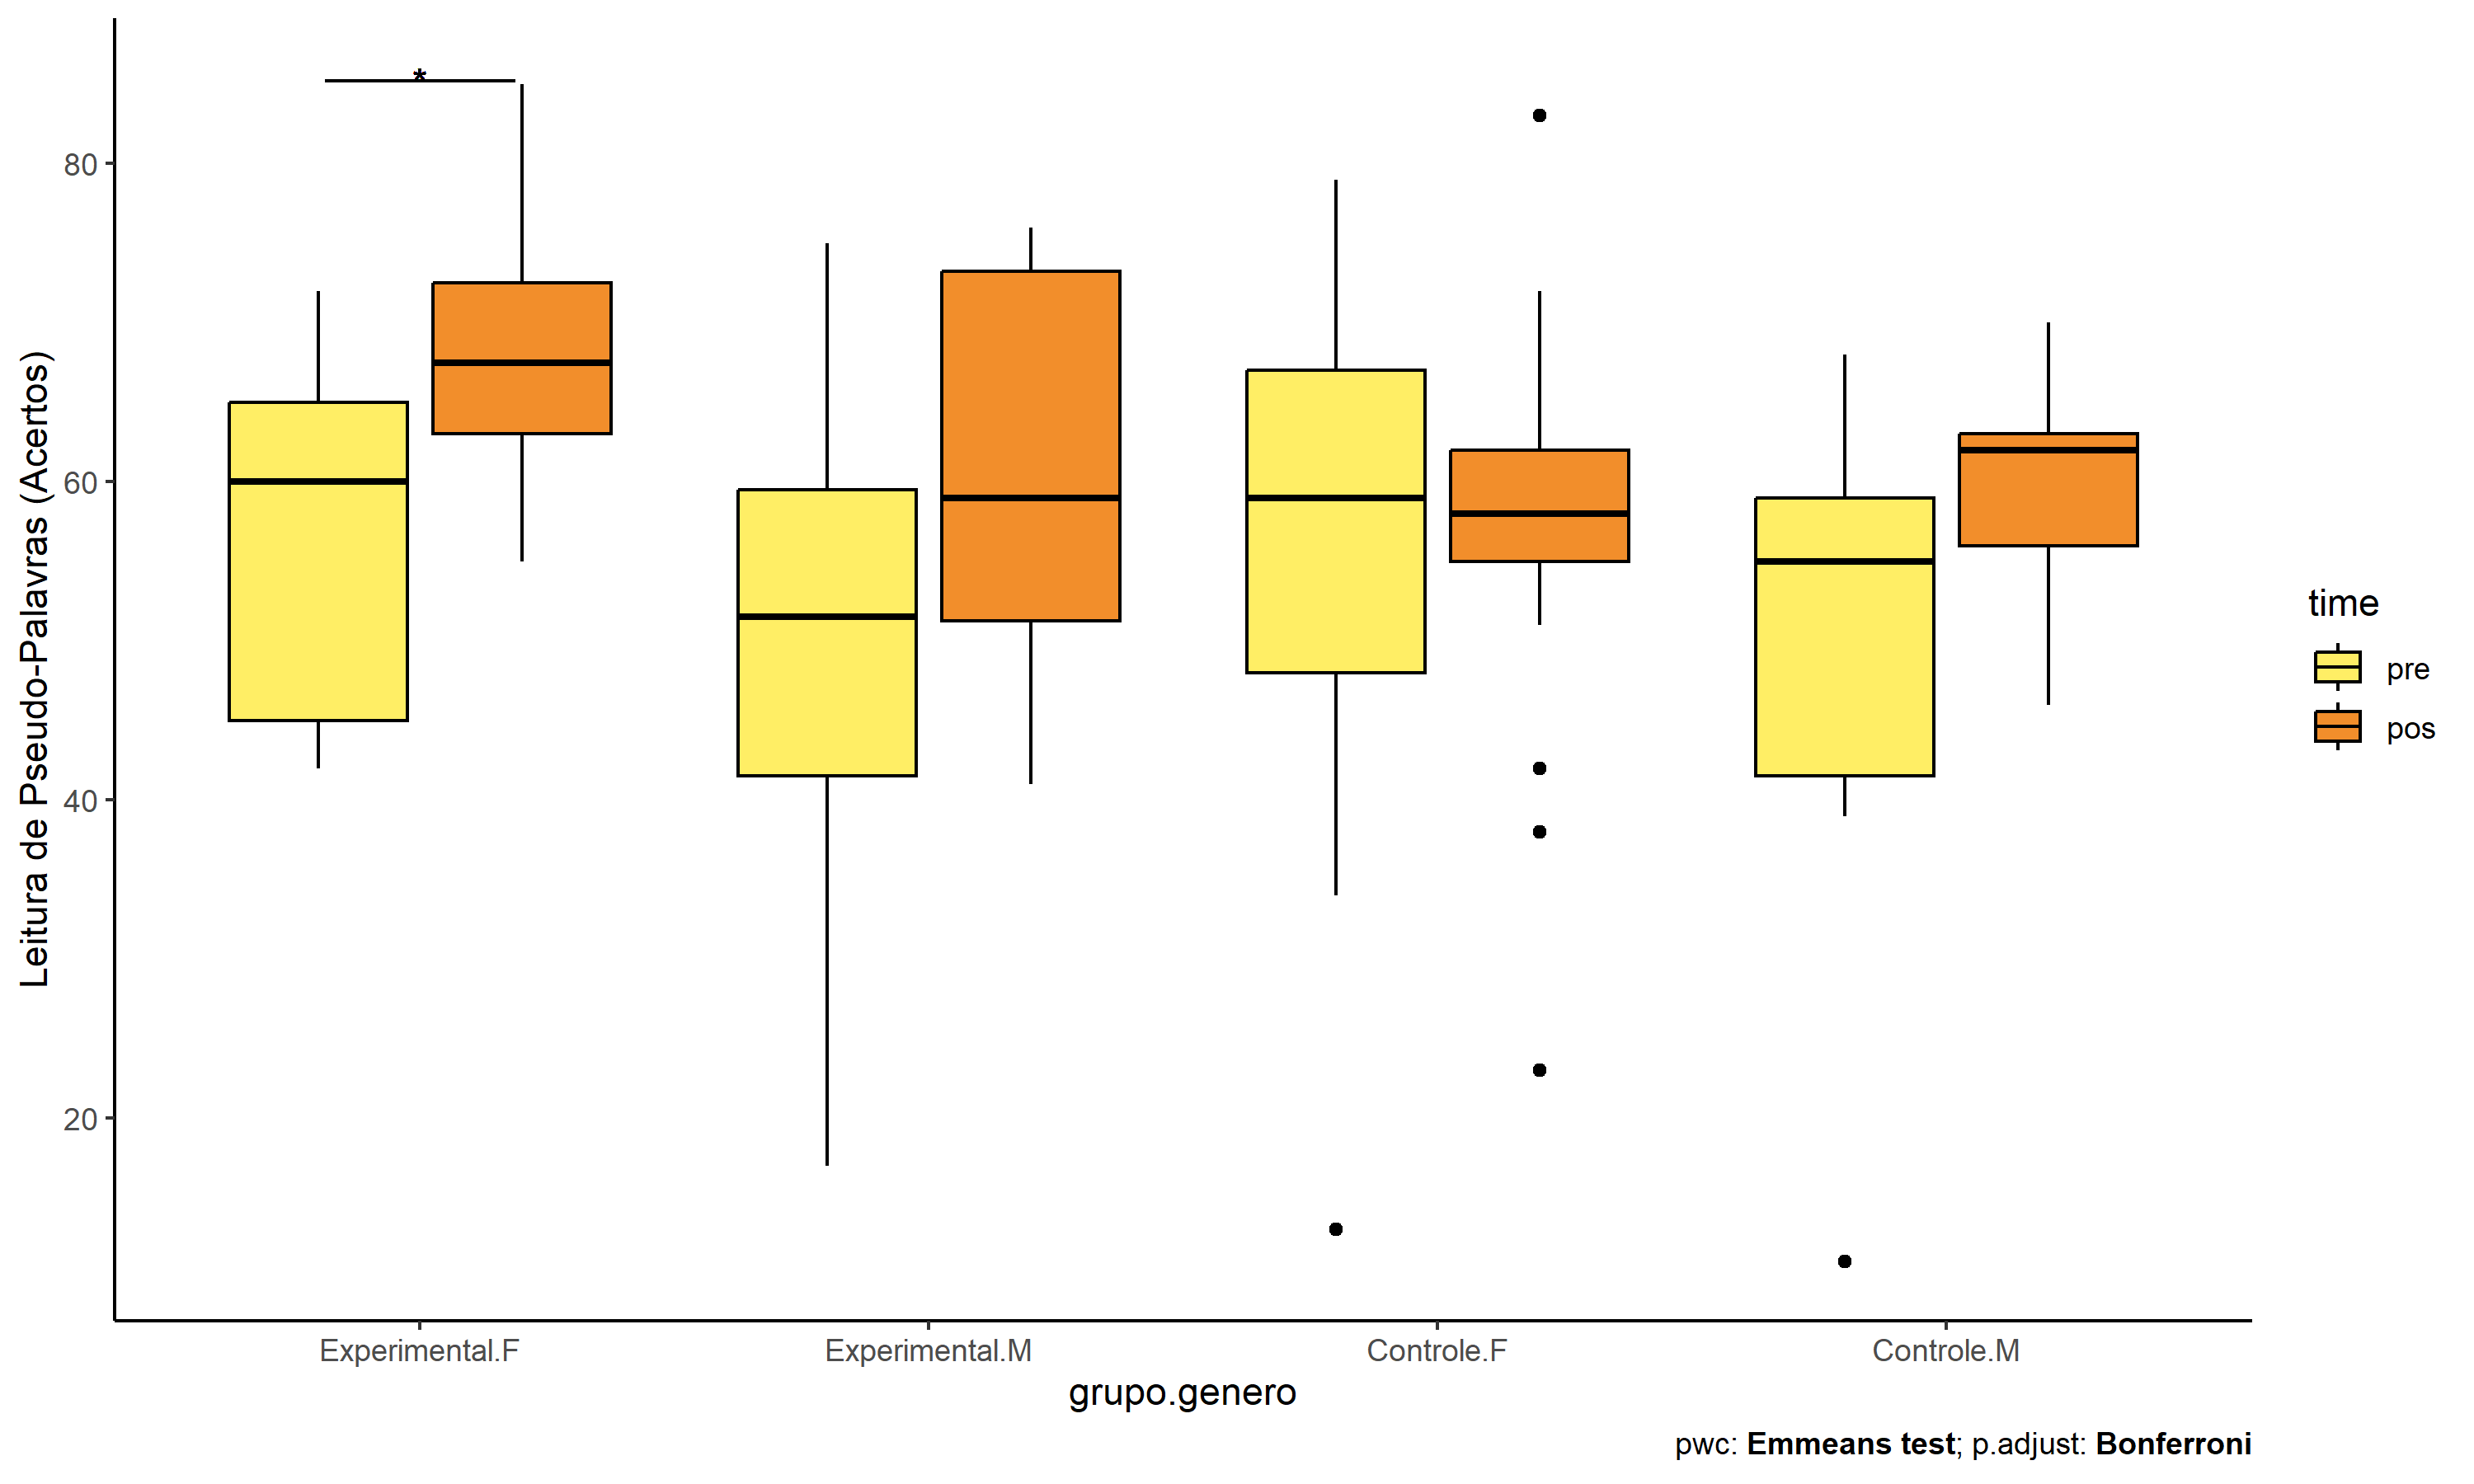 *
Leitura de Pseudo-Palavras (Acertos)
80
60
40
20
Experimental.F
Experimental.M
Controle.F
Controle.M
grupo.genero
time
pre
pos
pwc: Emmeans test; p.adjust: Bonferroni